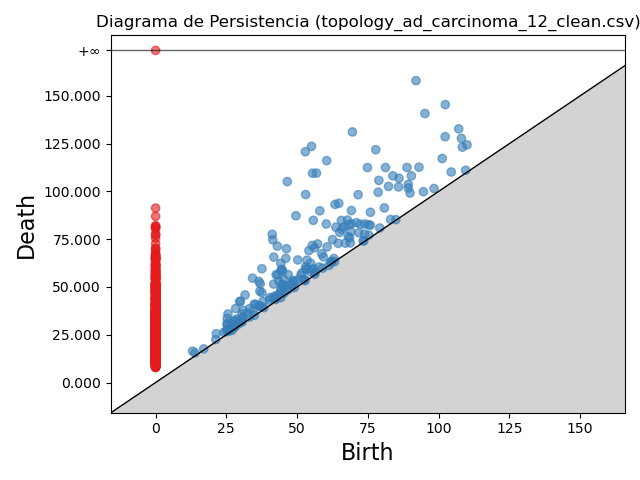 Diagrama de Persistencia (topology_ad_carcinoma_12_clean.csv)
+∞
150.000
125.000
100.000
75.000
50.000
25.000
0.000
Death
0 25 50 75 100 125 150
Birth